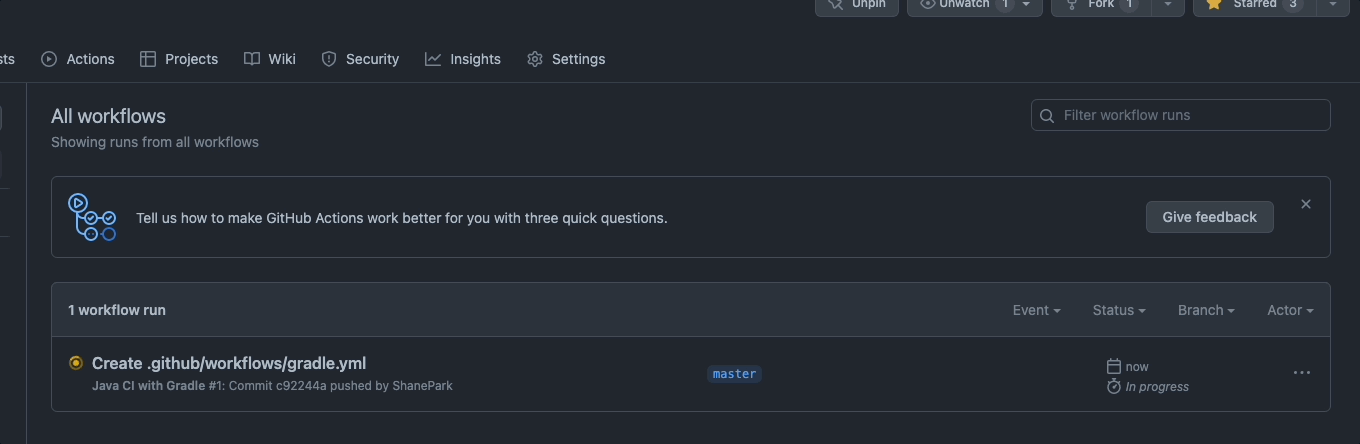 Unpin Unwatch 1 Fork 1 Starred 3
sts Actions Projects Wiki Security Insights Settings
All workflows
Filter workflow runs
Showing runs from all workflows
Tell us how to make GitHub Actions work better for you with three quick questions.
Give feedback
1 workflow run
Event Status Branch Actor
Create .github/workflows/gradle.yml
Java CI with Gradle #1: Commit c92244a pushed by ShanePark
master
now
In progress